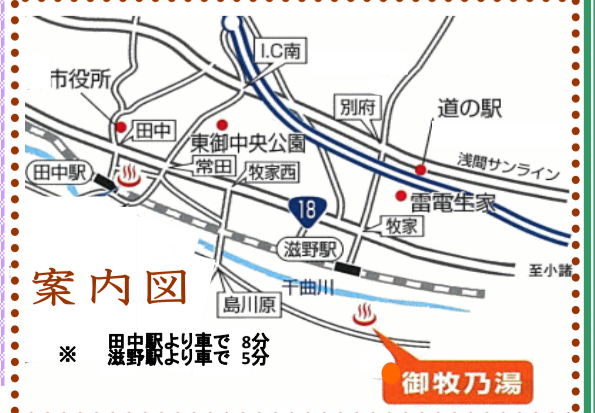 I.C南
市役所
別府
道の駅
田中
東御中央公園
浅間サンライン
常田
牧家西
田中駅
雷電生家
18
牧家
滋野駅
至小諸
案内図
千曲川
島川原
※ 田中駅より車で 8分
滋野駅より車で 5分
御牧乃湯